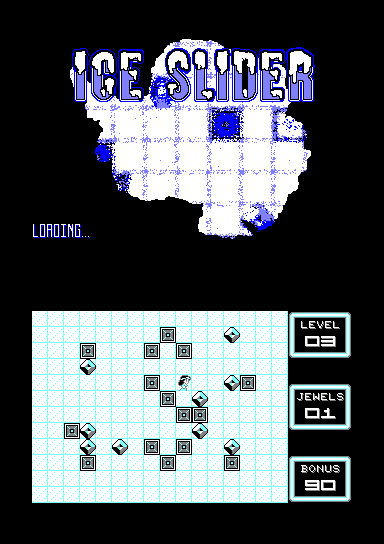 ICE SLIDER
LOADING...
LEVEL
03
JEWELS
01
BONUS
90